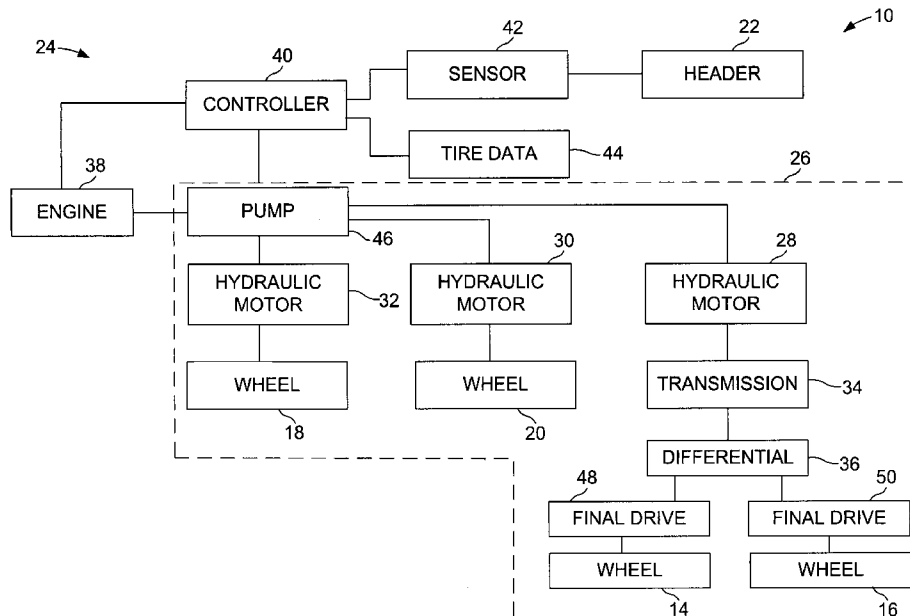 24
10
42
22
40
SENSOR
HEADER
CONTROLLER
TIRE DATA
44
38
26
ENGINE
PUMP
46
30
28
HYDRAULIC
MOTOR
32
HYDRAULIC
MOTOR
HYDRAULIC
MOTOR
WHEEL
18
WHEEL
20
TRANSMISSION
34
DIFFERENTIAL
36
48
50
FINAL DRIVE
FINAL DRIVE
WHEEL
WHEEL
14
16